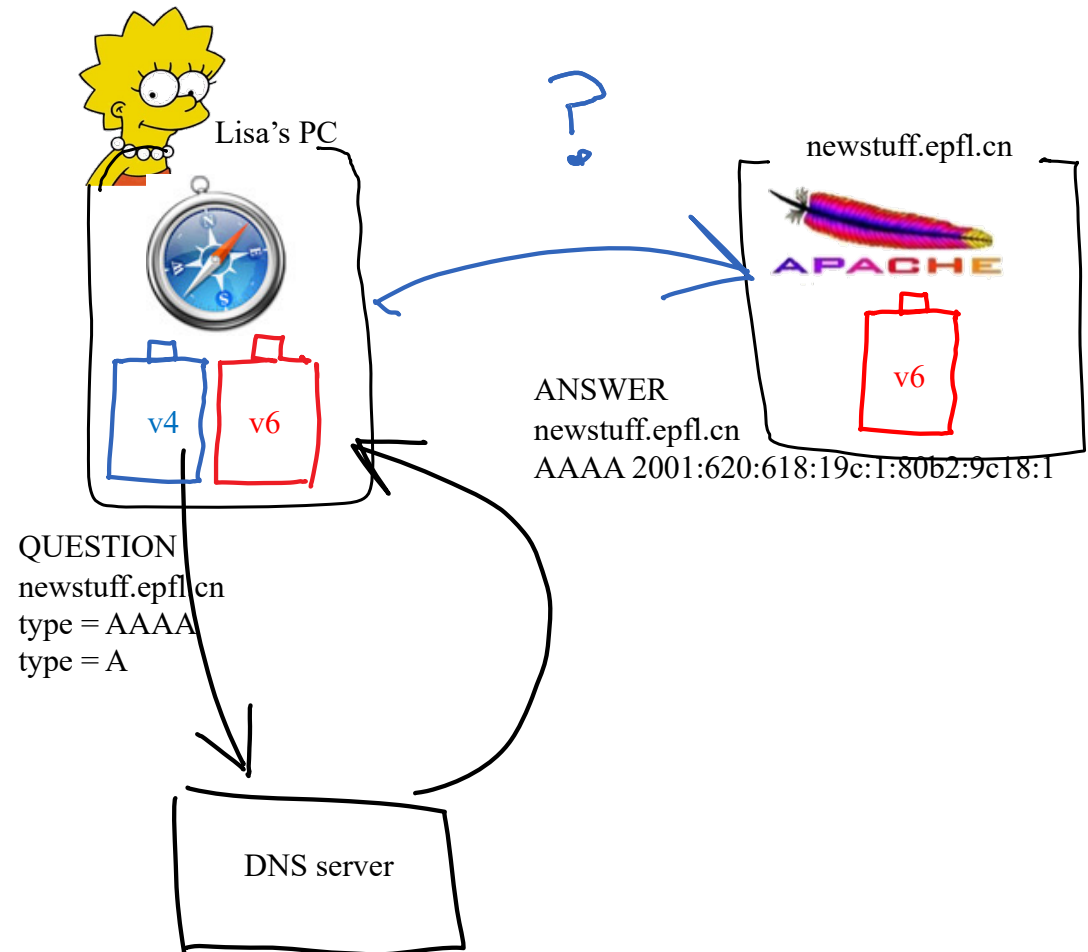 Lisa's PC
?
newstuff.epfl.cn
APACHE
v4
v6
v6
ANSWER
newstuff.epfl.cn
AAAA 2001:620:618:19c:1:80b2:9c18:1
QUESTION
newstuff.epfl.cn
type = AAAA
type = A
DNS server